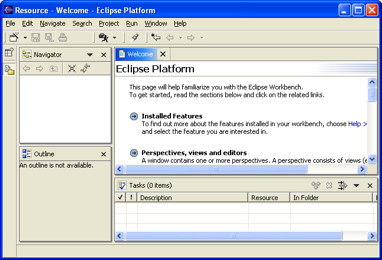 Resource - Welcome - Eclipse Platform
File Edit Navigate Search Project Run Window Help
Navigator
Welcome
Eclipse Platform
This page will help familiarize you with the Eclipse Workbench.
To get started, read the sections below and click on the related links.
Installed Features
To find out more about the features installed in your workbench, choose Help >
and select the feature you are interested in.
Perspectives, views and editors
A window contains one or more perspectives. A perspective consists of views (e
Outline
An outline is not available.
Tasks (0 items)
! Description Resource In Folder